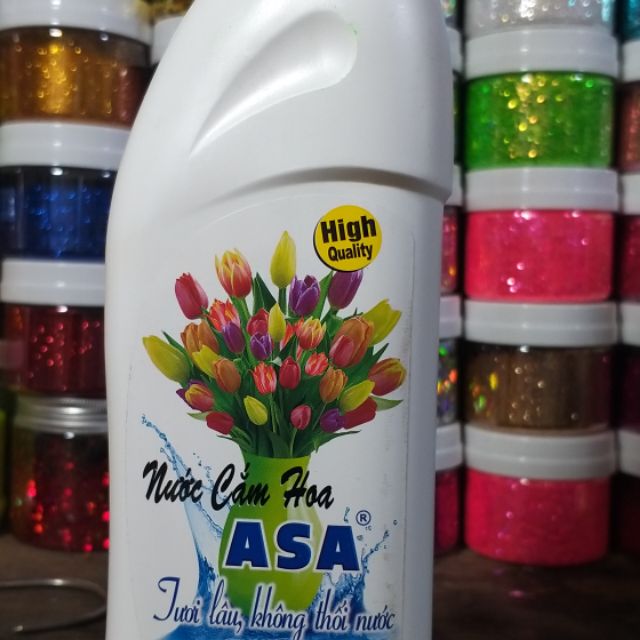 High
Quality
Nước Cắm Hoa
ASA®
Tươi lâu, không thối nước